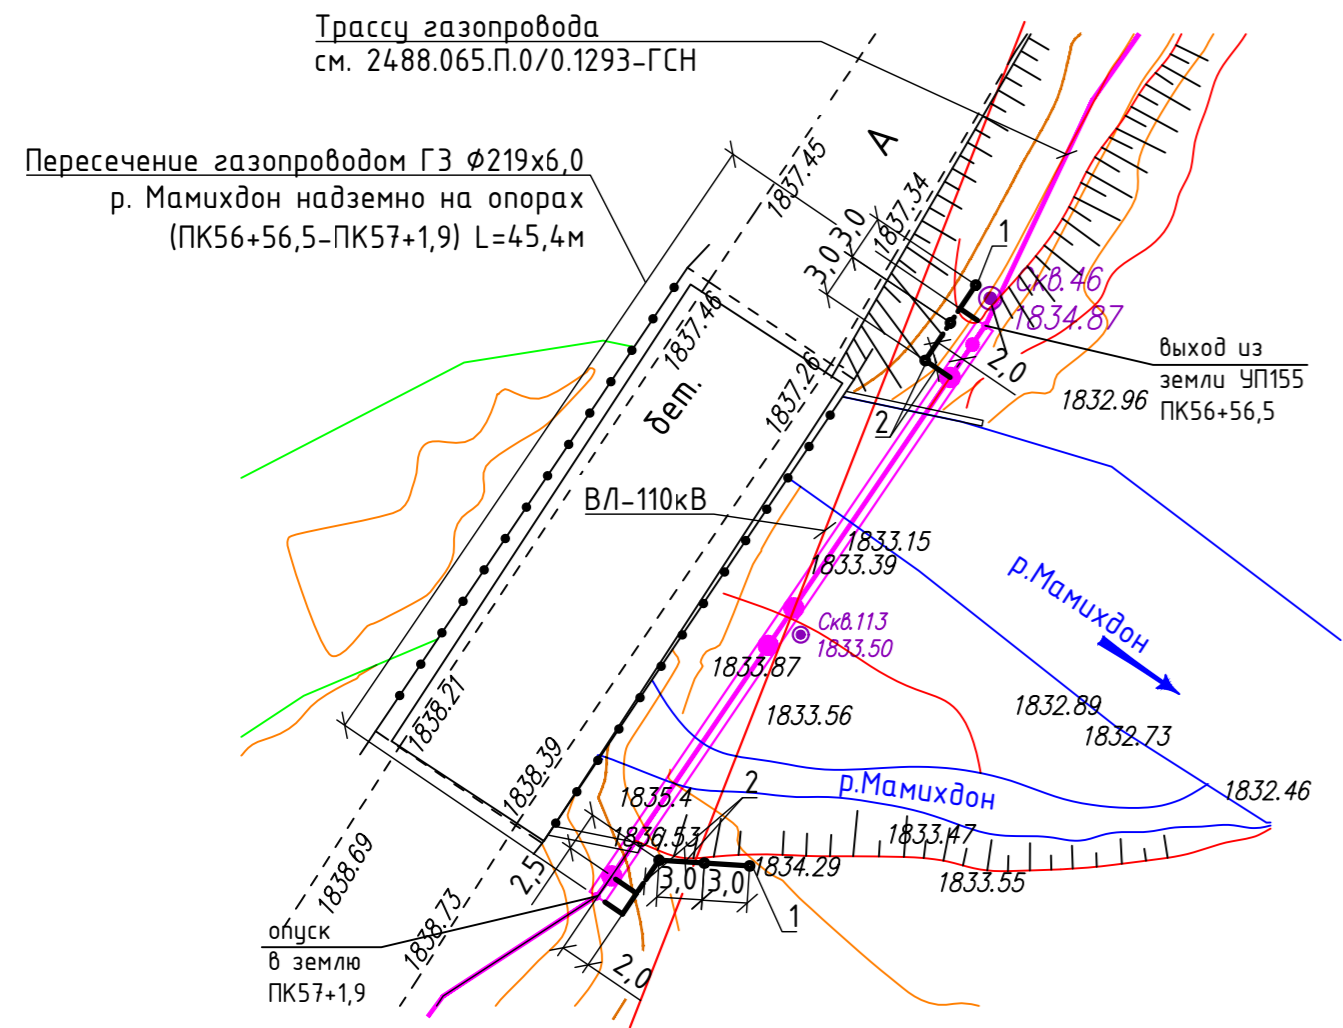 Трассу газопровода
см. 2488.065.П.0/0.1293-ГСН
Пересечение газопроводом ГЗ Ф219х6,0
р. Мамихдон надземно на опорах
(ПК56+56,5-ПК57+1,9) L=45,4м
1837.45
А
1837.34
3,0
3,0
1
Скв.46
1834.87
2,0
выход из
земли УП155
ПК56+56,5
1832.96
2
1837.46
1837.26
бет.
ВЛ-110кВ
1833.15
1833.39
р.Мамихдон
Скв.113
1833.50
1833.87
1833.56
1832.89
1832.73
1838.21
1838.39
р.Мамихдон
1832.46
2
1835.4
1836.53
1833.47
1834.29
1833.55
2,5
3,0
3,0
1
1838.69
1838.73
опуск
в землю
ПК57+1,9
2,0